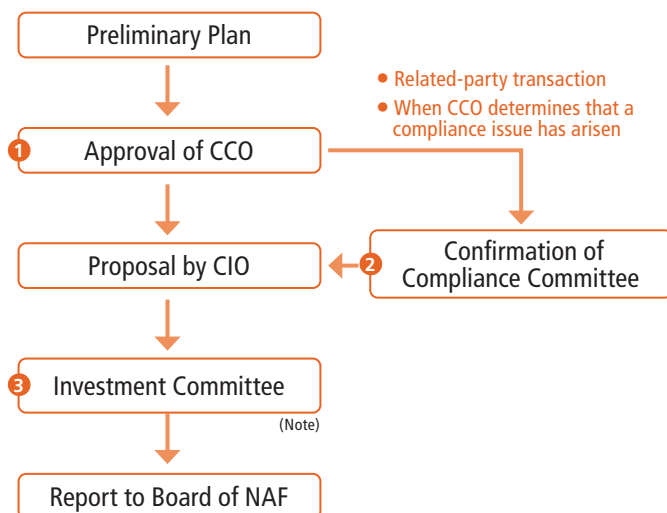 Preliminary Plan
● Related-party transaction
● When CCO determines that a
compliance issue has arisen
1 Approval of CCO
Proposal by CIO
2 Confirmation of
Compliance Committee
3 Investment Committee
(Note)
Report to Board of NAF